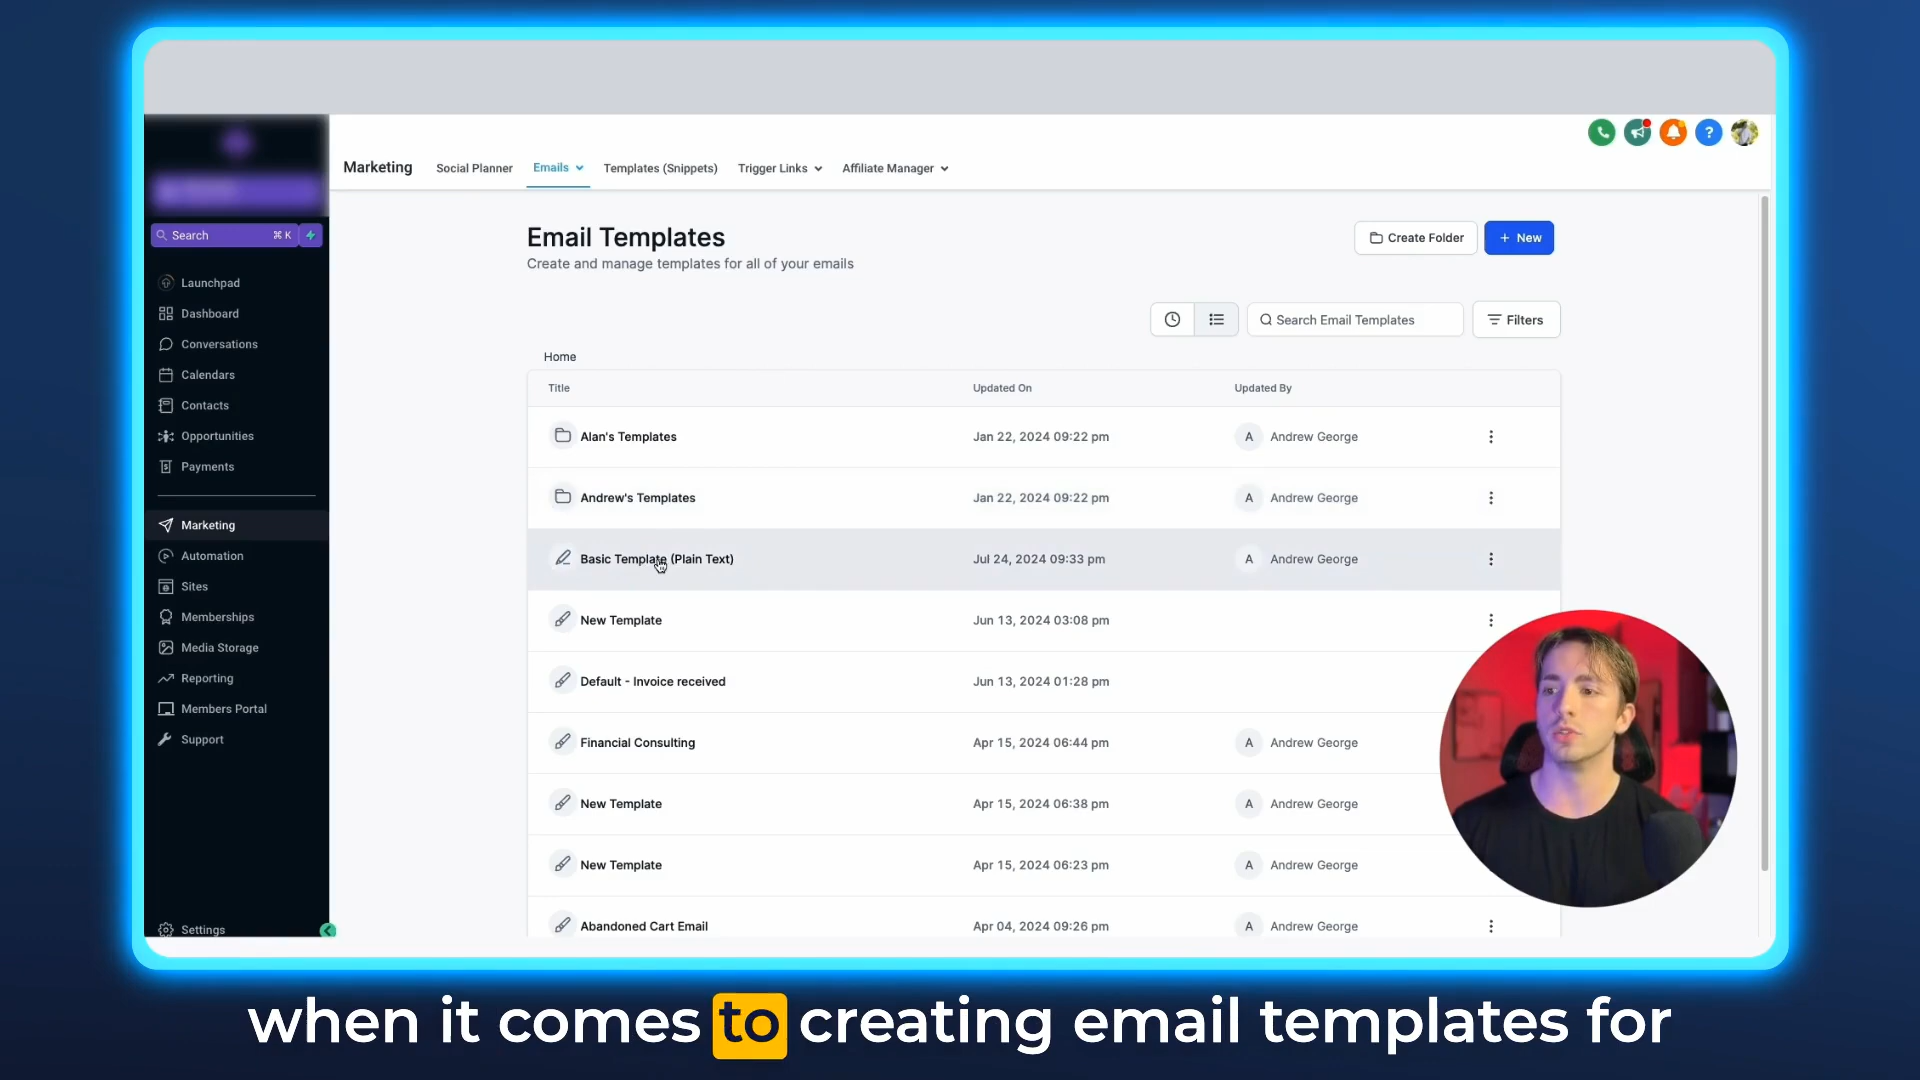 Marketing
Social Planner
Emails
Templates (Snippets)
Trigger Links
Affiliate Manager
?
Search ⌘ K
Launchpad
Dashboard
Conversations
Calendars
Contacts
Opportunities
Payments
Marketing
Automation
Sites
Memberships
Media Storage
Reporting
Members Portal
Support
Settings
Email Templates
Create and manage templates for all of your emails
Create Folder
+ New
Search Email Templates
Filters
Home
Title Updated On Updated By
Alan's Templates Jan 22, 2024 09:22 pm A Andrew George
Andrew's Templates Jan 22, 2024 09:22 pm A Andrew George
Basic Template (Plain Text) Jul 24, 2024 09:33 pm A Andrew George
New Template Jun 13, 2024 03:08 pm
Default - Invoice received Jun 13, 2024 01:28 pm
Financial Consulting Apr 15, 2024 06:44 pm A Andrew George
New Template Apr 15, 2024 06:38 pm A Andrew George
New Template Apr 15, 2024 06:23 pm A Andrew George
Abandoned Cart Email Apr 04, 2024 09:26 pm A Andrew George
when it comes to creating email templates for